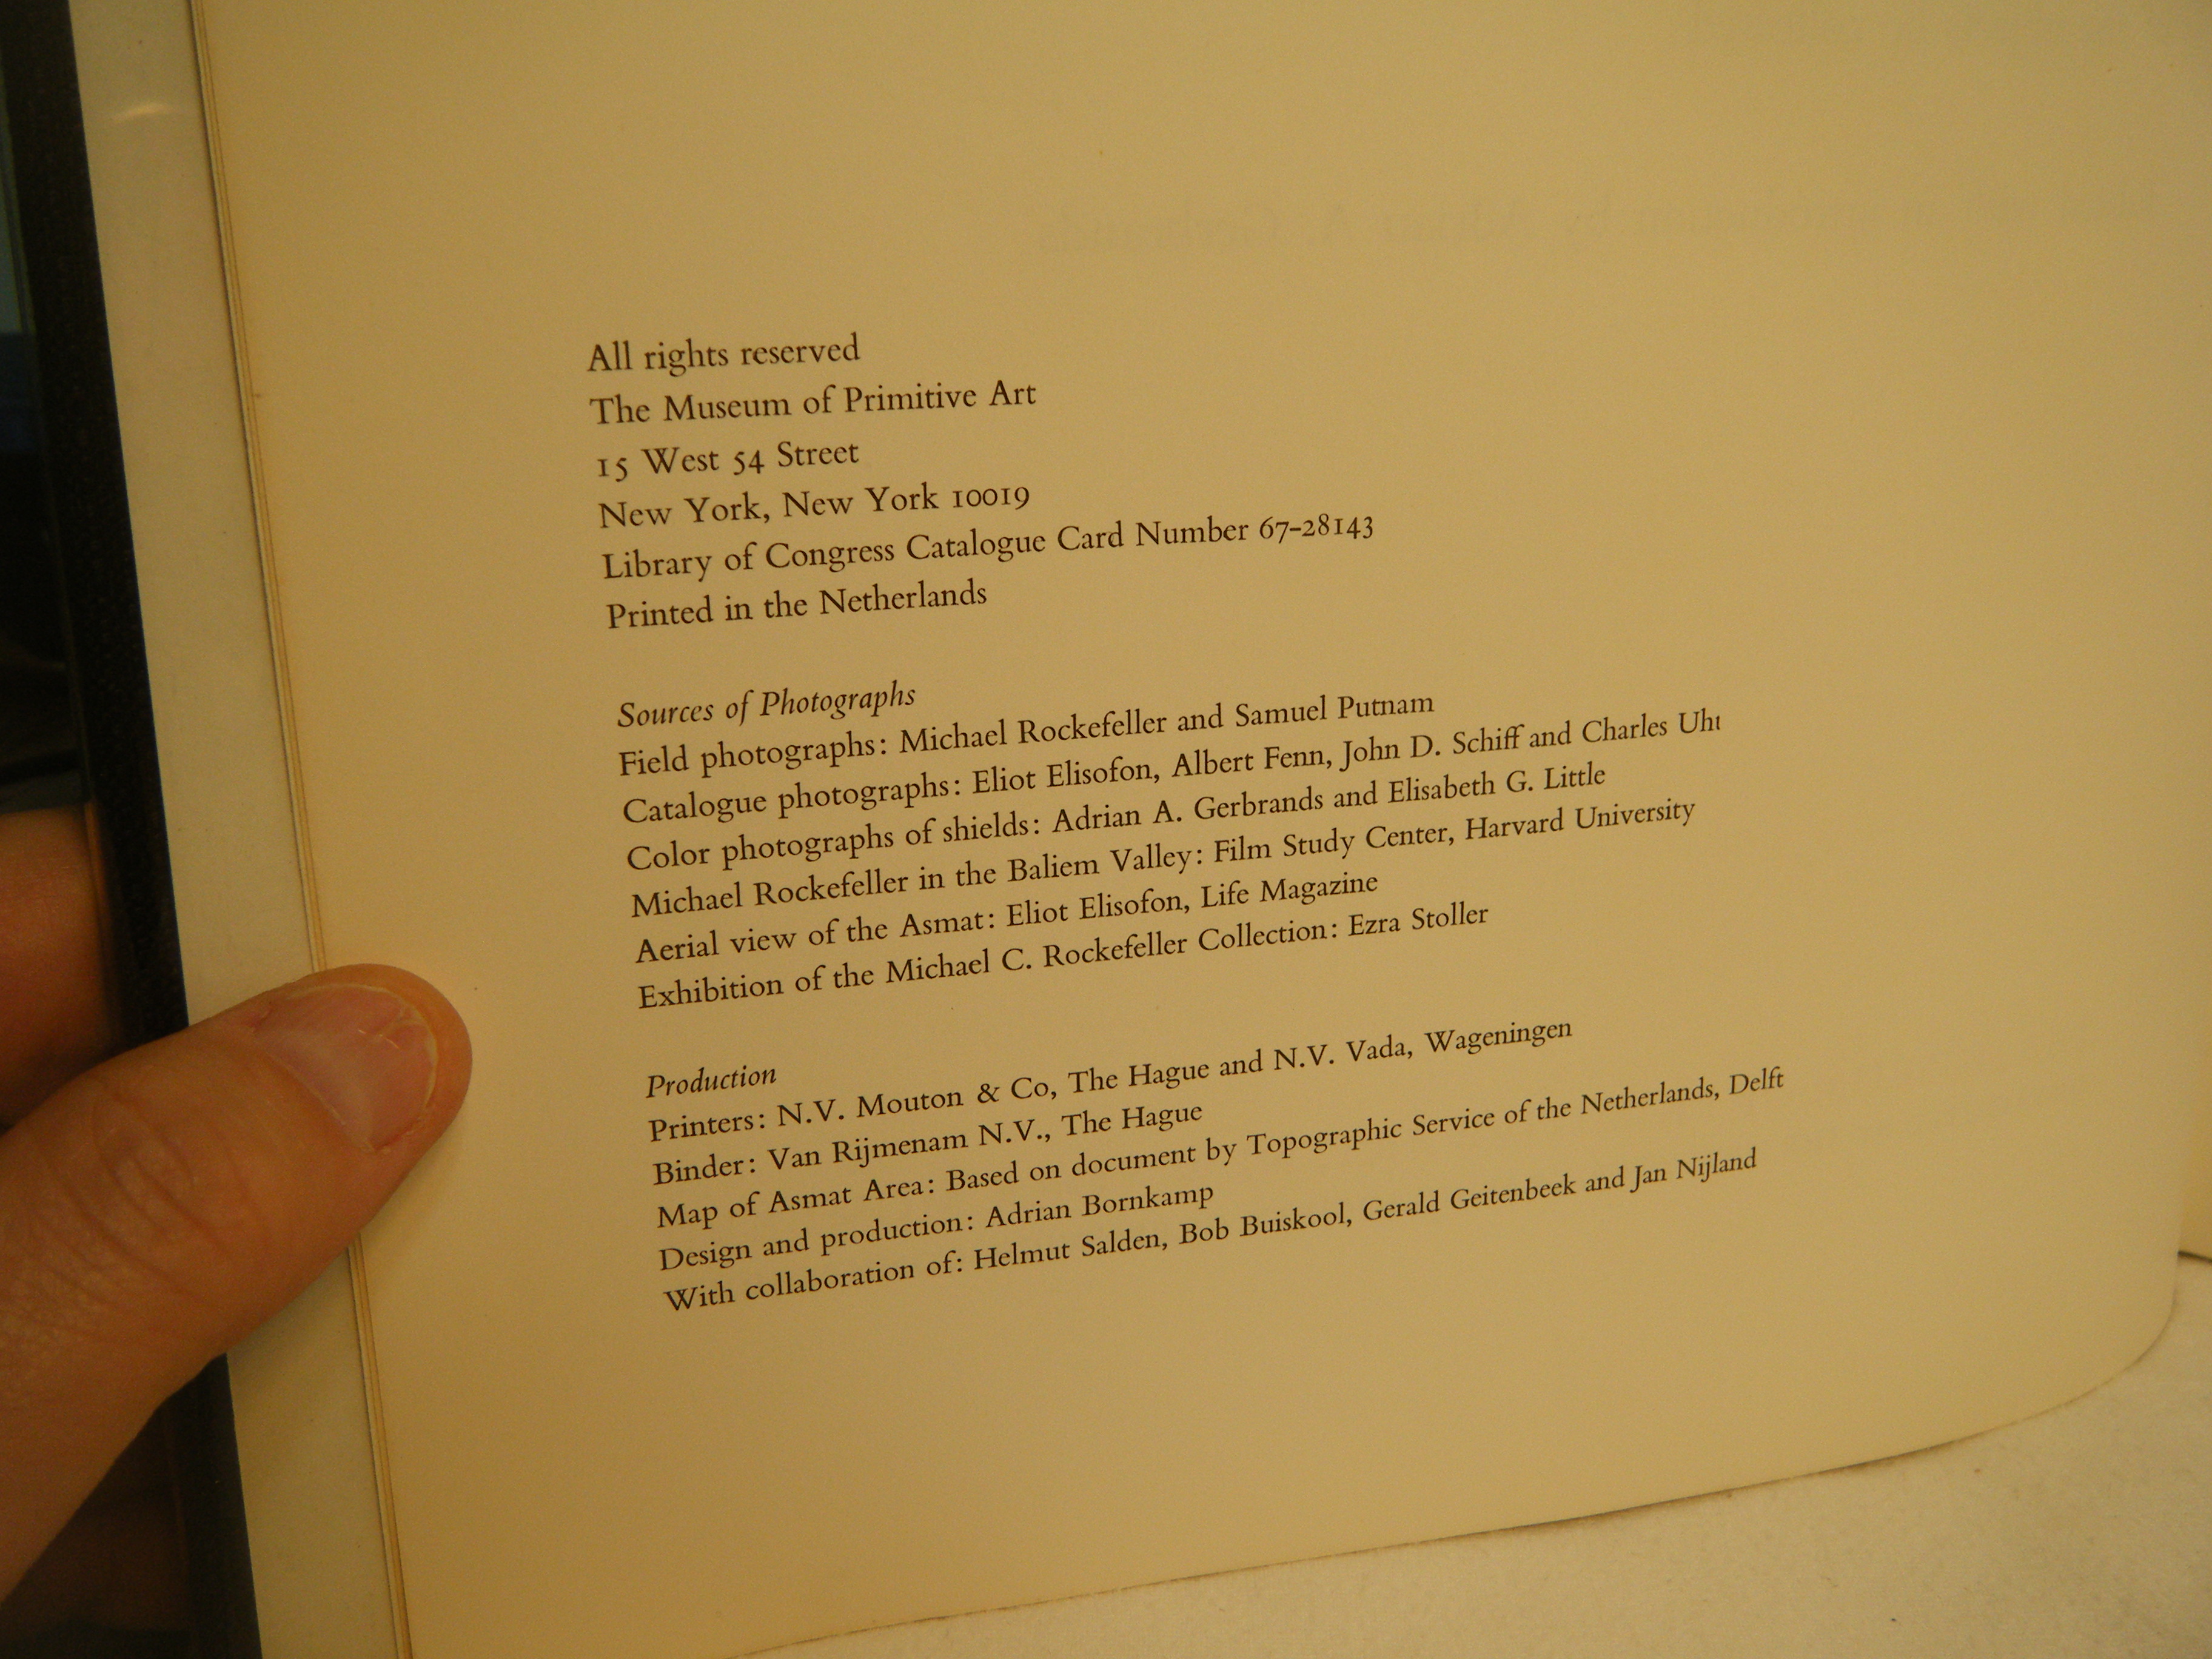 All rights reserved
The Museum of Primitive Art
15 West 54 Street
New York, New York 10019
Library of Congress Catalogue Card Number 67-28143
Printed in the Netherlands
Sources of Photographs
Field photographs: Michael Rockefeller and Samuel Putnam
Catalogue photographs: Eliot Elisofon, Albert Fenn, John D. Schiff and Charles Uht
Color photographs of shields: Adrian A. Gerbrands and Elisabeth G. Little
Michael Rockefeller in the Baliem Valley: Film Study Center, Harvard University
Aerial view of the Asmat: Eliot Elisofon, Life Magazine
Exhibition of the Michael C. Rockefeller Collection: Ezra Stoller
Production
Printers: N.V. Mouton & Co, The Hague and N.V. Vada, Wageningen
Binder: Van Rijmenam N.V., The Hague
Map of Asmat Area: Based on document by Topographic Service of the Netherlands, Delft
Design and production: Adrian Bornkamp
With collaboration of: Helmut Salden, Bob Buiskool, Gerald Geitenbeek and Jan Nijland